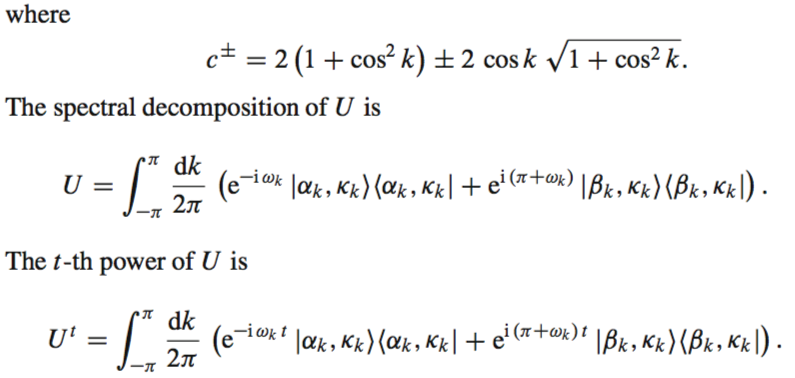 where
c± = 2 (1 + cos² k) ± 2 cos k √1 + cos² k.
The spectral decomposition of U is
U = ∫_{−π}^{π} dk/2π (e^{−iω_k} |α_k, κ_k⟩⟨α_k, κ_k| + e^{i(π+ω_k)} |β_k, κ_k⟩⟨β_k, κ_k|) .
The t-th power of U is
U^t = ∫_{−π}^{π} dk/2π (e^{−iω_k t} |α_k, κ_k⟩⟨α_k, κ_k| + e^{i(π+ω_k)t} |β_k, κ_k⟩⟨β_k, κ_k|) .